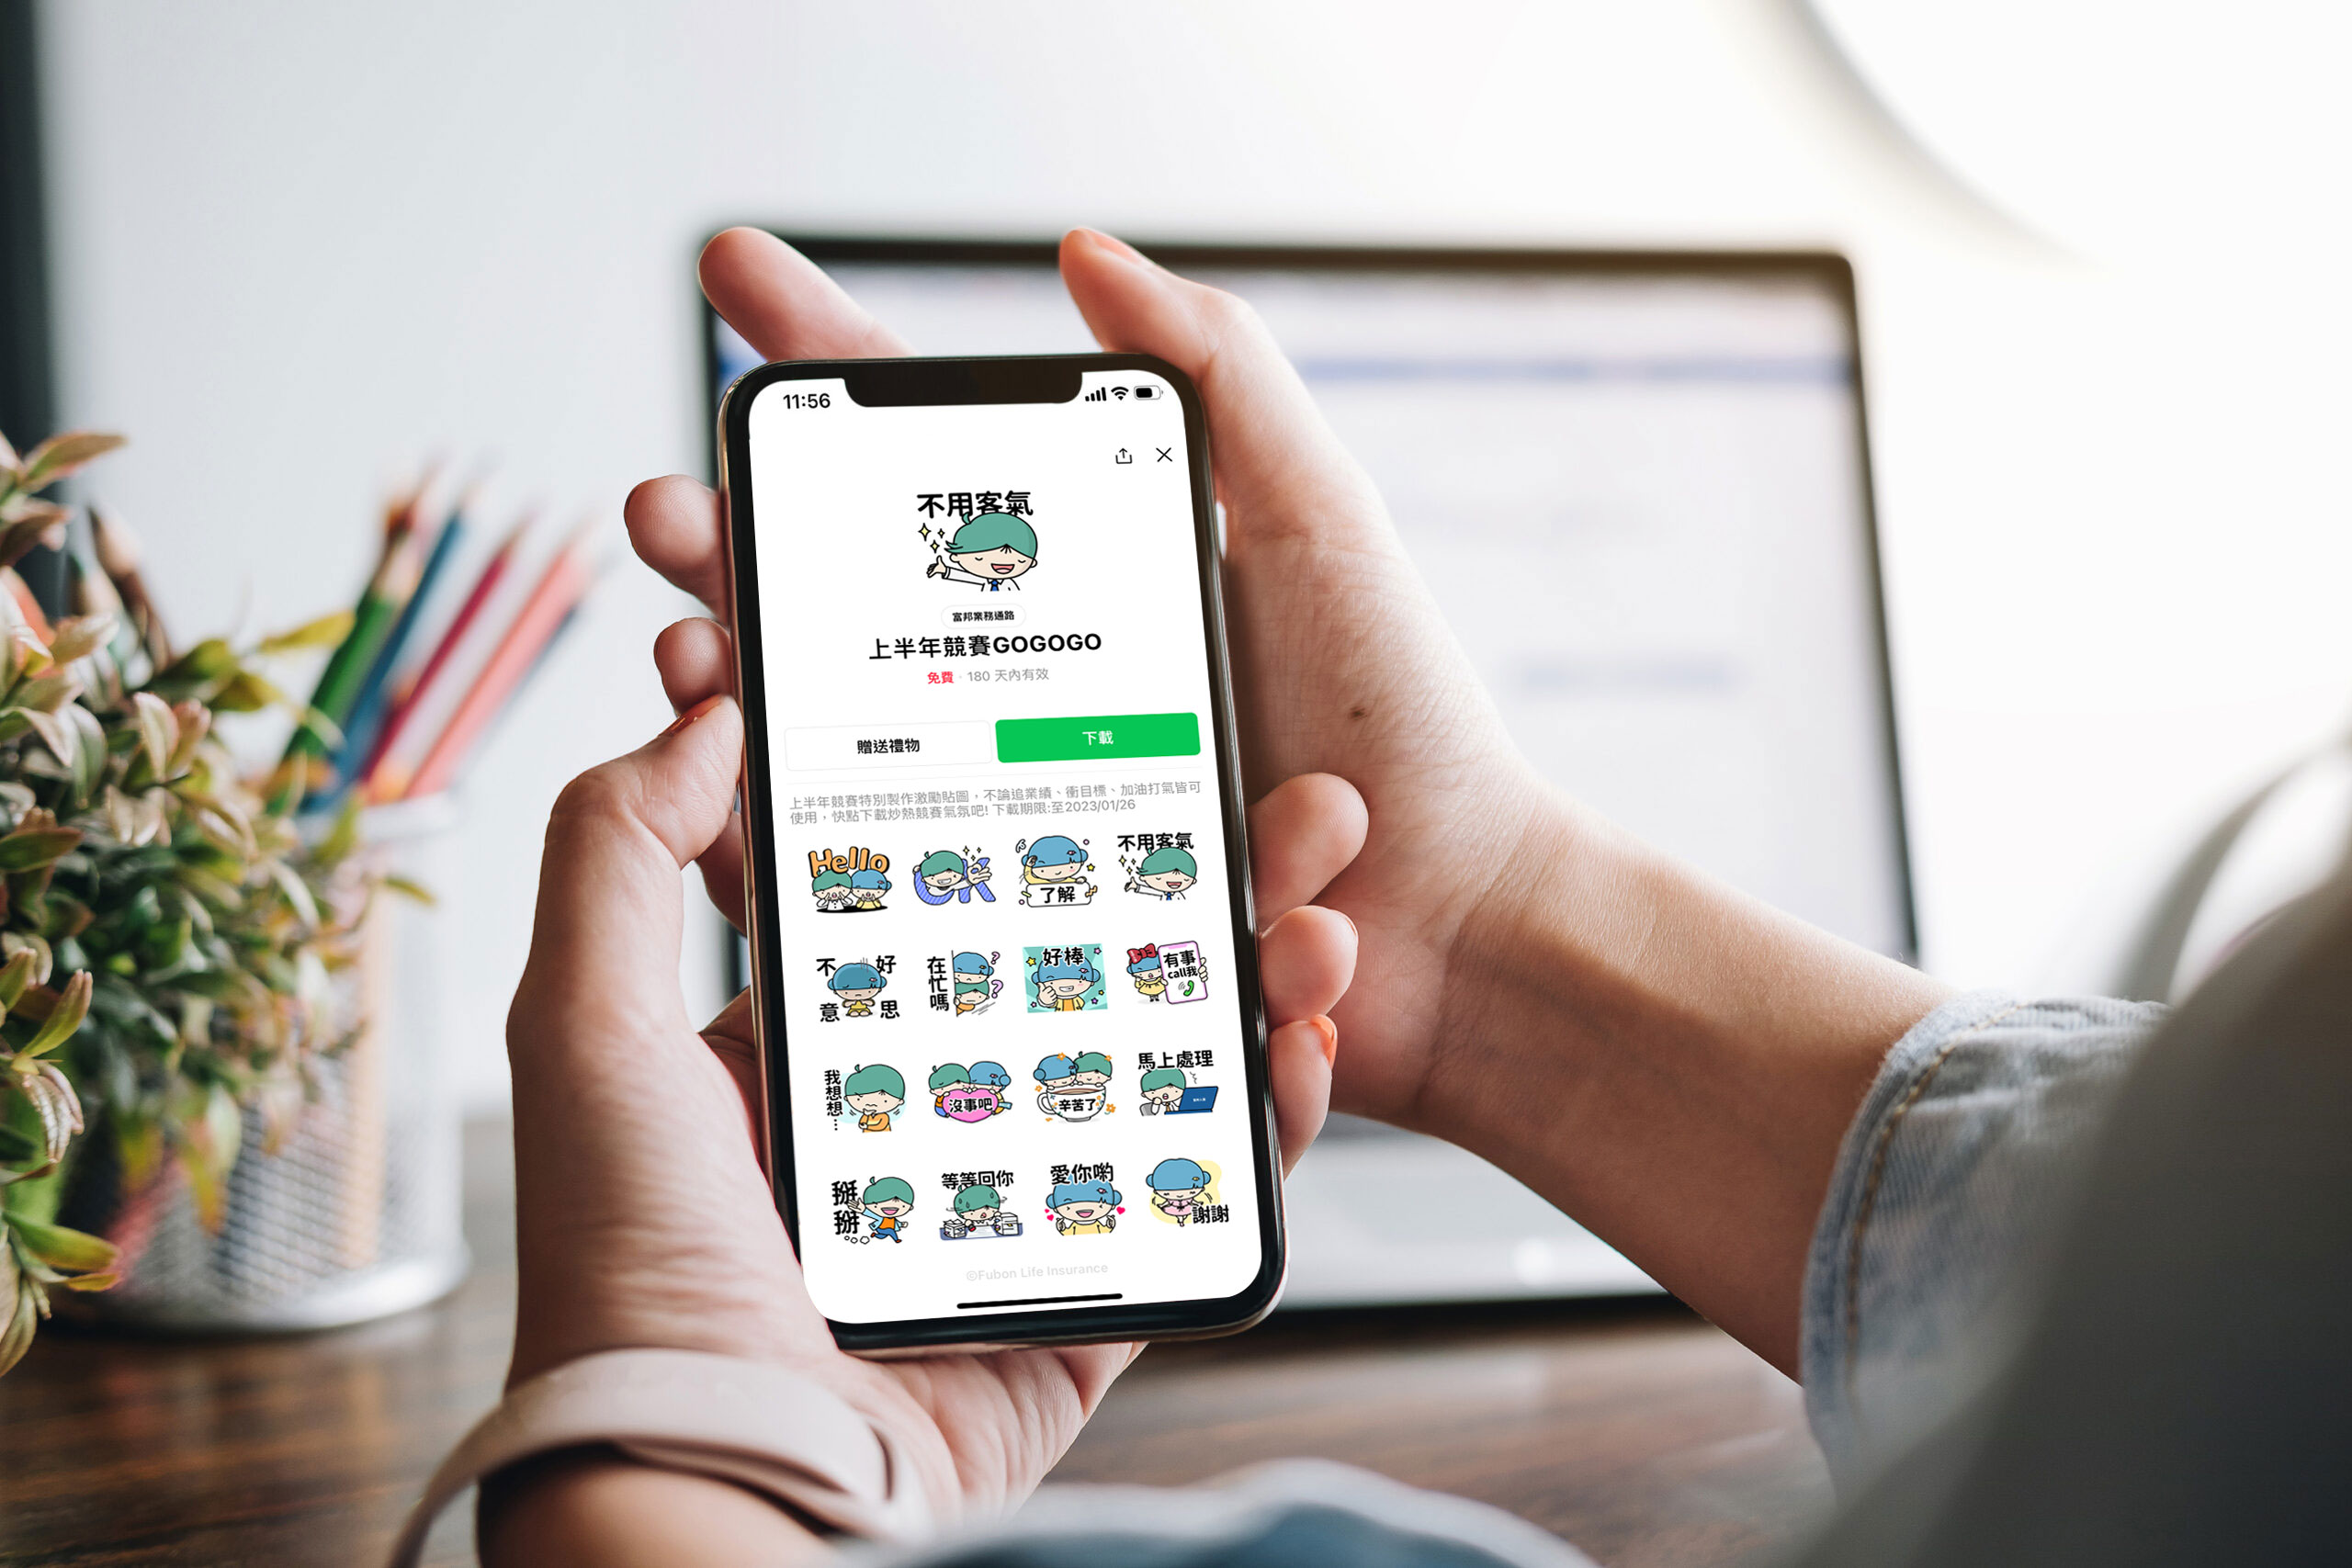 11:56
不用客氣
富邦業務通路
上半年競賽GOGOGO
免費 · 180 天內有效
贈送禮物
下載
上半年競賽特別製作激勵貼圖，不論追業績、衝目標、加油打氣皆可
使用，快點下載炒熱競賽氣氛吧! 下載期限:至2023/01/26
Hello
OK
了解
不用客氣
不好
意思
在忙嗎
好棒
有事
call我
我想想…
沒事吧
辛苦了
馬上處理
掰
掰
等等回你
愛你喲
謝謝
©Fubon Life Insurance